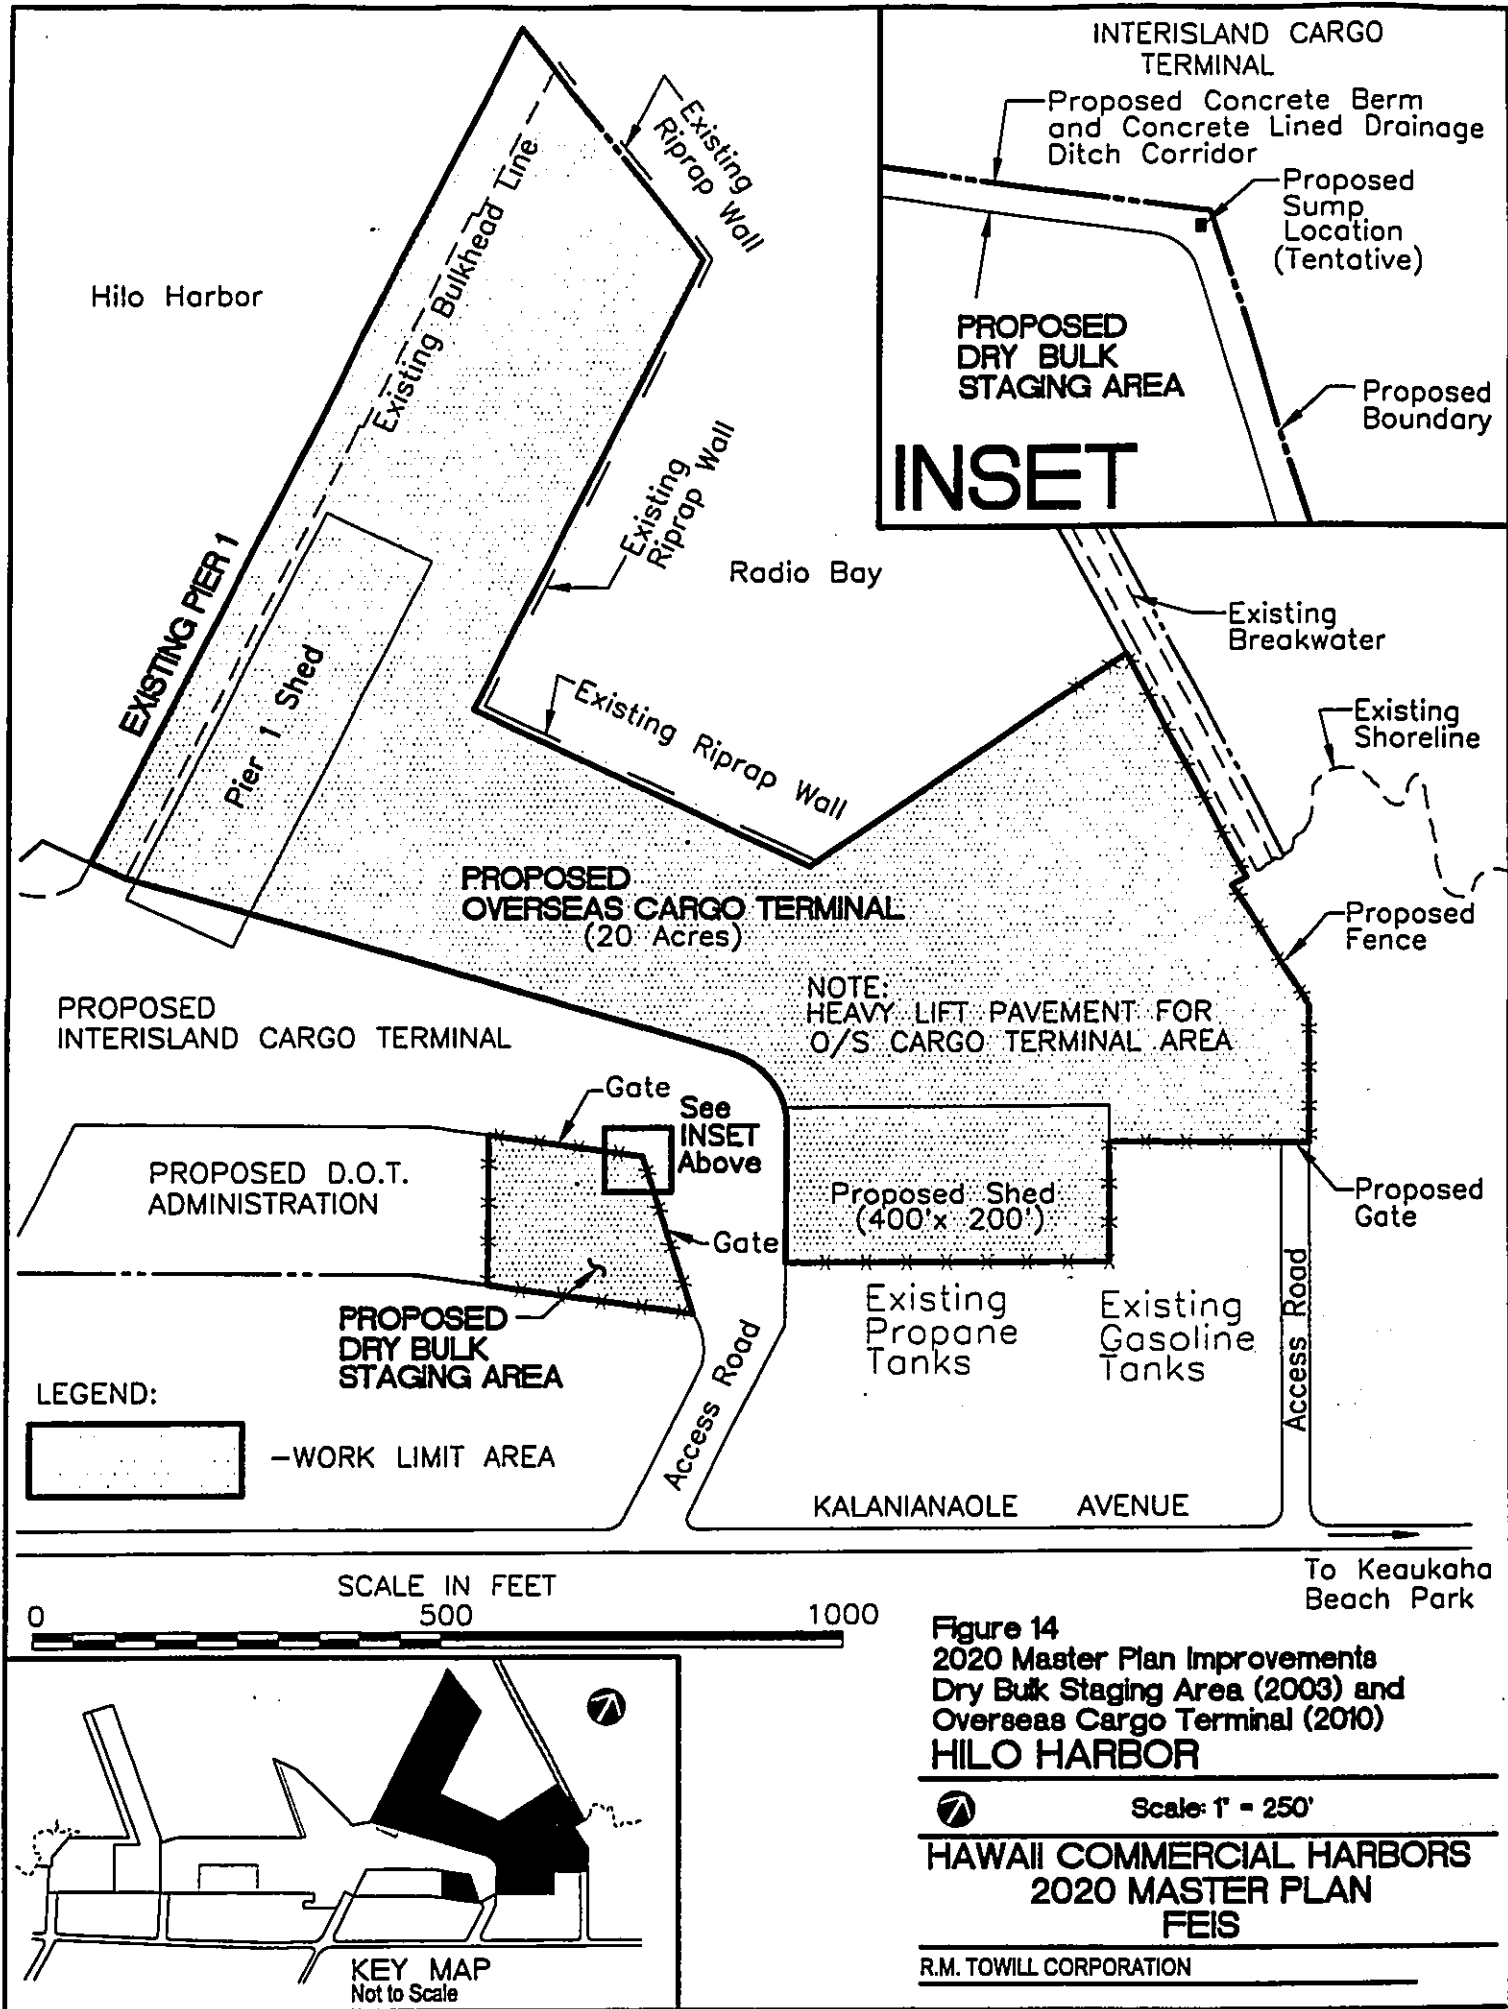 INTERISLAND CARGO
TERMINAL
Proposed Concrete Berm
and Concrete Lined Drainage
Ditch Corridor
Proposed
Sump
Location
(Tentative)
PROPOSED
DRY BULK
STAGING AREA
Proposed
Boundary
INSET
Existing
Riprap Wall
Existing Bulkhead Line
Hilo Harbor
Existing
Riprap Wall
Radio Bay
EXISTING PIER 1
Pier 1 Shed
Existing Riprap Wall
Existing
Breakwater
Existing
Shoreline
PROPOSED
OVERSEAS CARGO TERMINAL
(20 Acres)
Proposed
Fence
NOTE:
HEAVY LIFT PAVEMENT FOR
O/S CARGO TERMINAL AREA
PROPOSED
INTERISLAND CARGO TERMINAL
Gate
See
INSET
Above
PROPOSED D.O.T.
ADMINISTRATION
Proposed Shed
(400'x 200')
Proposed
Gate
Gate
PROPOSED
DRY BULK
STAGING AREA
Existing
Propane
Tanks
Existing
Gasoline
Tanks
Access Road
Access Road
LEGEND:
-WORK LIMIT AREA
KALANIANAOLE AVENUE
To Keaukaha
Beach Park
SCALE IN FEET
0 500 1000
KEY MAP
Not to Scale
Figure 14
2020 Master Plan Improvements
Dry Bulk Staging Area (2003) and
Overseas Cargo Terminal (2010)
HILO HARBOR
Scale: 1" = 250'
HAWAII COMMERCIAL HARBORS
2020 MASTER PLAN
FEIS
R.M. TOWILL CORPORATION